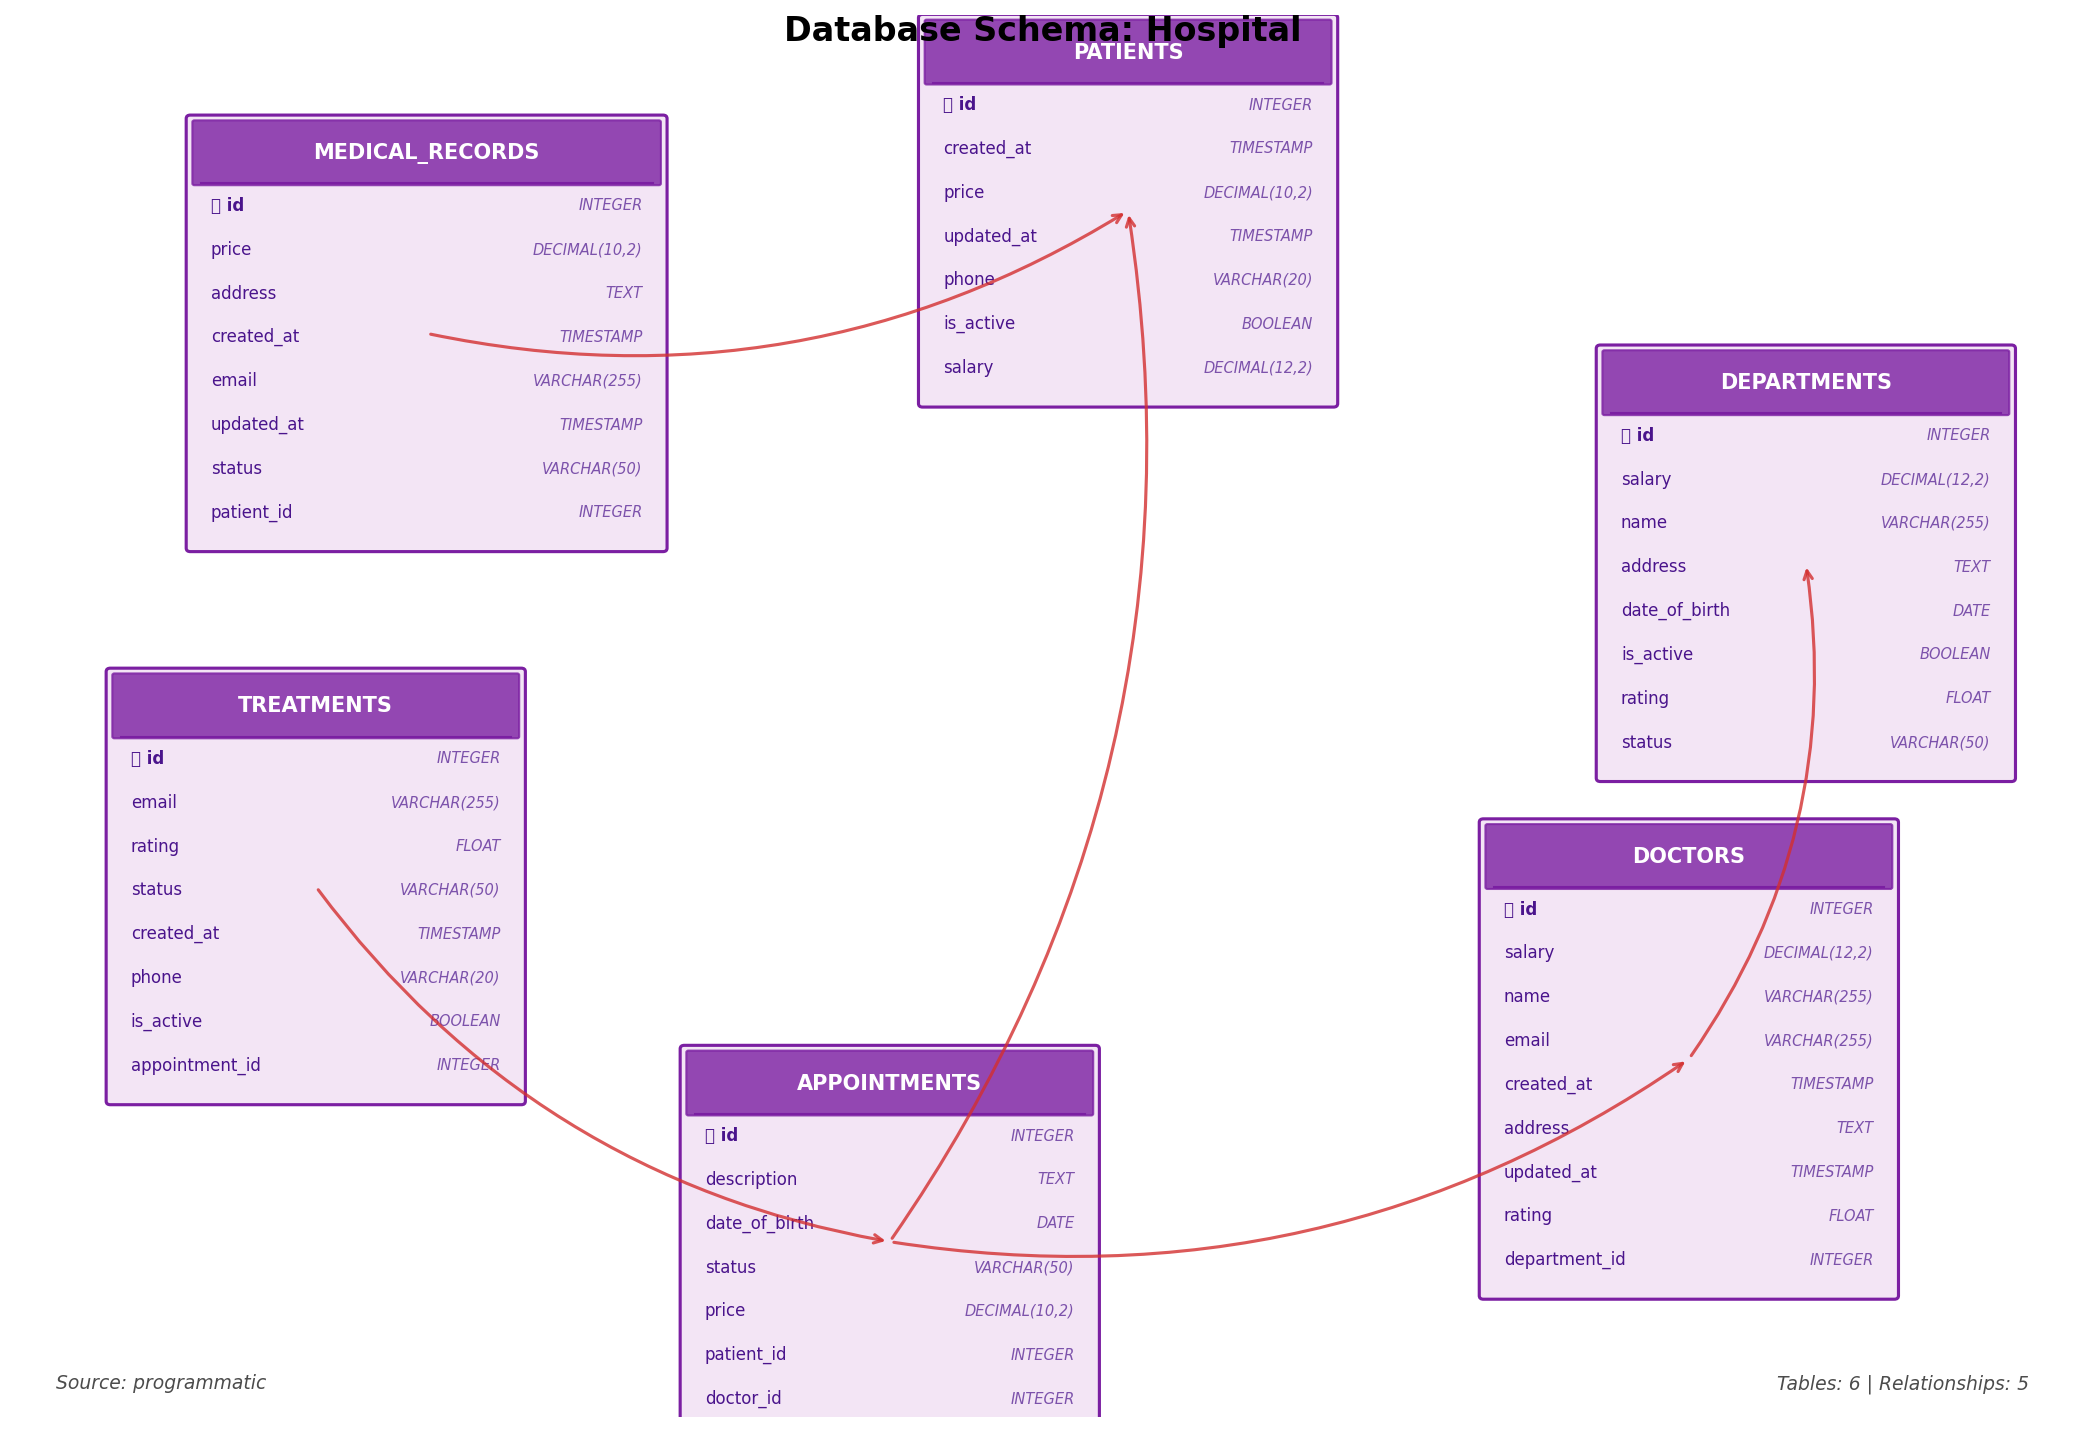 Database Schema: Hospital
PATIENTS
id INTEGER
created_at TIMESTAMP
price DECIMAL(10,2)
updated_at TIMESTAMP
phone VARCHAR(20)
is_active BOOLEAN
salary DECIMAL(12,2)
MEDICAL_RECORDS
id INTEGER
price DECIMAL(10,2)
address TEXT
created_at TIMESTAMP
email VARCHAR(255)
updated_at TIMESTAMP
status VARCHAR(50)
patient_id INTEGER
DEPARTMENTS
id INTEGER
salary DECIMAL(12,2)
name VARCHAR(255)
address TEXT
date_of_birth DATE
is_active BOOLEAN
rating FLOAT
status VARCHAR(50)
TREATMENTS
id INTEGER
email VARCHAR(255)
rating FLOAT
status VARCHAR(50)
created_at TIMESTAMP
phone VARCHAR(20)
is_active BOOLEAN
appointment_id INTEGER
DOCTORS
id INTEGER
salary DECIMAL(12,2)
name VARCHAR(255)
email VARCHAR(255)
created_at TIMESTAMP
address TEXT
updated_at TIMESTAMP
rating FLOAT
department_id INTEGER
APPOINTMENTS
id INTEGER
description TEXT
date_of_birth DATE
status VARCHAR(50)
price DECIMAL(10,2)
patient_id INTEGER
doctor_id INTEGER
Source: programmatic
Tables: 6 | Relationships: 5